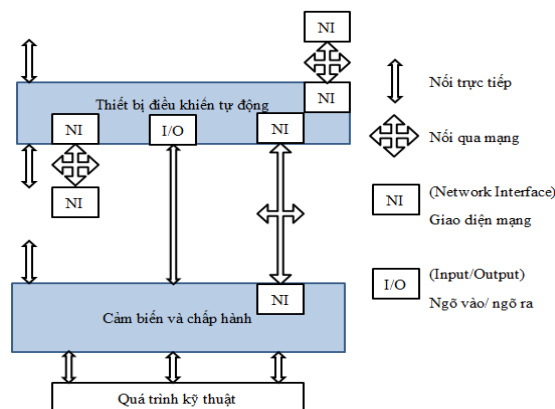 NI
NI
Thiết bị điều khiển tự động
NI
I/O
NI
NI
NI
Cảm biến và chấp hành
Quá trình kỹ thuật
Nối trực tiếp
Nối qua mạng
NI
(Network Interface)
Giao diện mạng
I/O
(Input/Output)
Ngõ vào/ ngõ ra